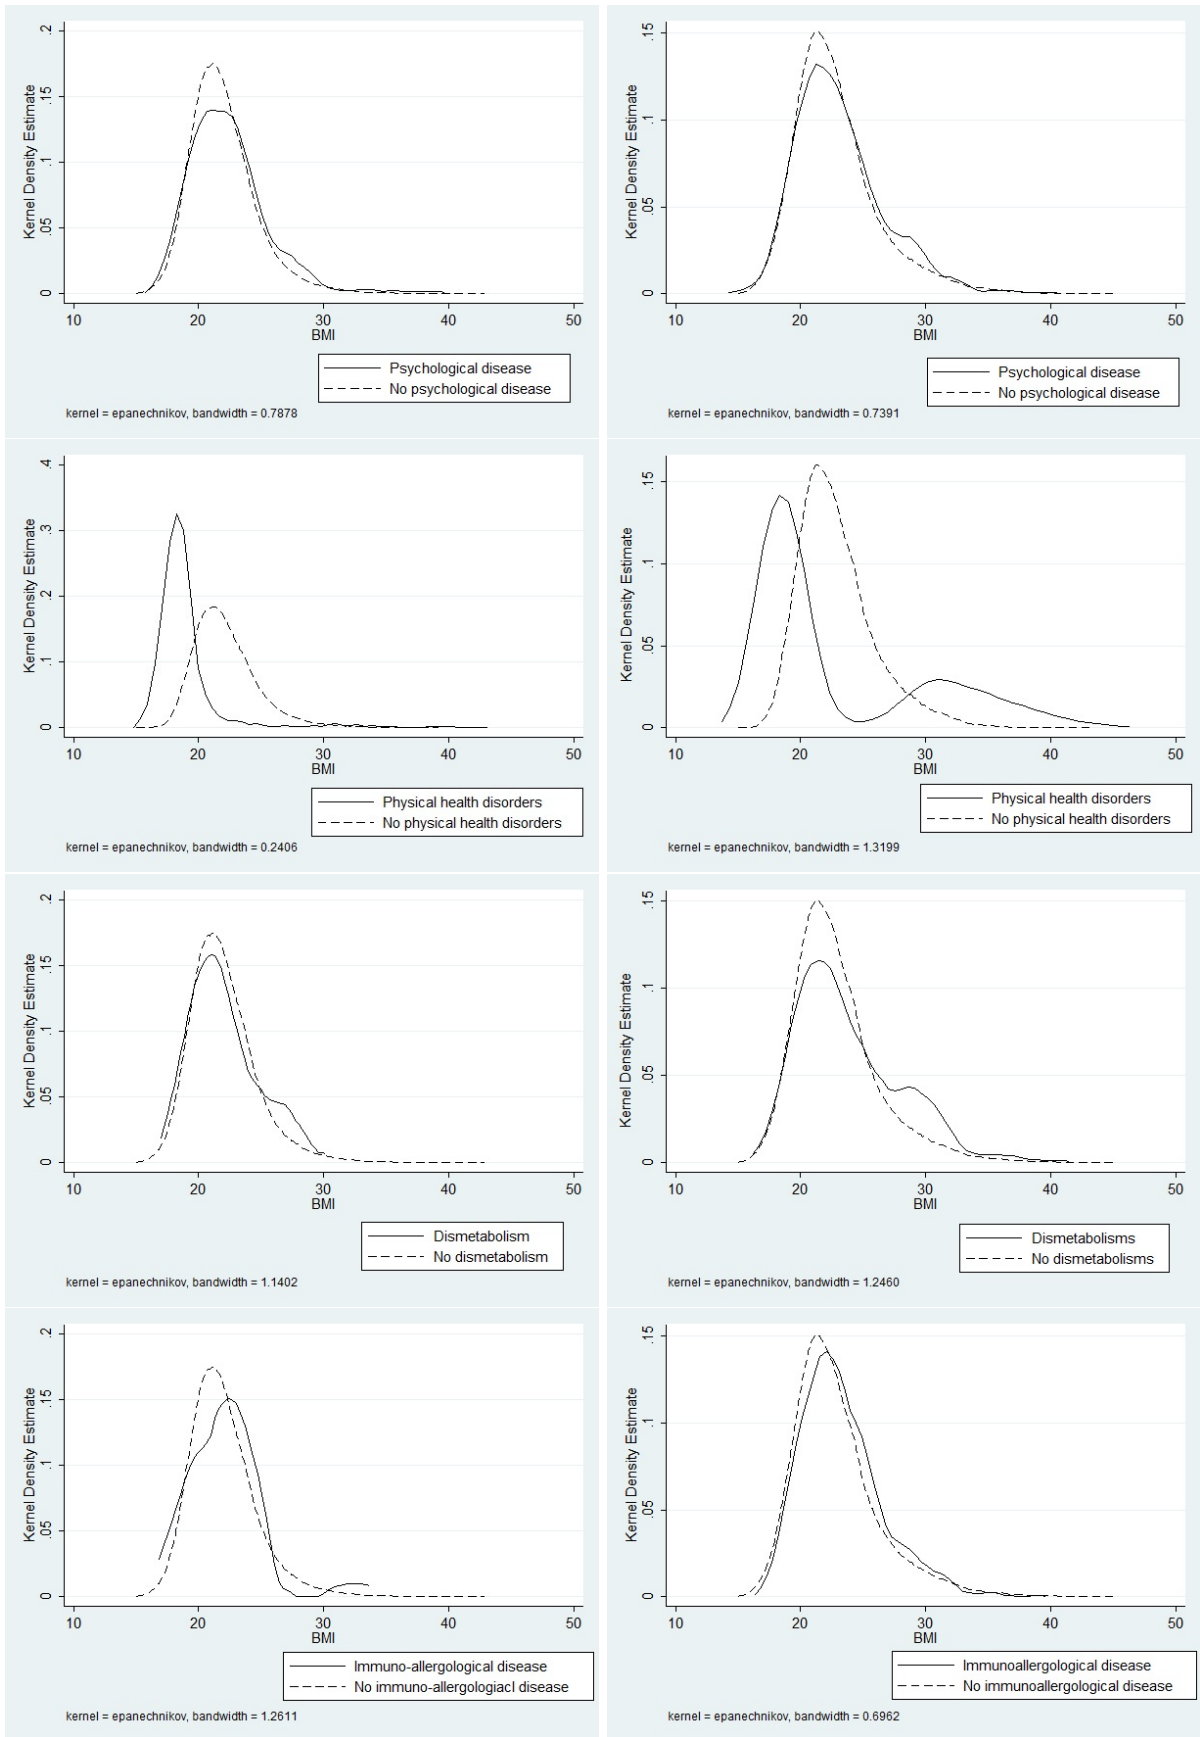 Kernel Density Estimate
.2
.15
.1
.05
0
10 20 30 40 50
BMI
Psychological disease
No psychological disease
kernel = epanechnikov, bandwidth = 0.7878
Kernel Density Estimate
.15
.1
.05
0
10 20 30 40 50
BMI
Psychological disease
No psychological disease
kernel = epanechnikov, bandwidth = 0.7391
Kernel Density Estimate
.4
.3
.2
.1
0
10 20 30 40 50
BMI
Physical health disorders
No physical health disorders
kernel = epanechnikov, bandwidth = 0.2406
Kernel Density Estimate
.15
.1
.05
0
10 20 30 40 50
BMI
Physical health disorders
No physical health disorders
kernel = epanechnikov, bandwidth = 1.3199
Kernel Density Estimate
.2
.15
.1
.05
0
10 20 30 40 50
BMI
Dismetabolism
No dismetabolism
kernel = epanechnikov, bandwidth = 1.1402
Kernel Density Estimate
.15
.1
.05
0
10 20 30 40 50
BMI
Dismetabolisms
No dismetabolisms
kernel = epanechnikov, bandwidth = 1.2460
Kernel Density Estimate
.2
.15
.1
.05
0
10 20 30 40 50
BMI
Immuno-allergological disease
No immuno-allergologiacl disease
kernel = epanechnikov, bandwidth = 1.2611
Kernel Density Estimate
.15
.1
.05
0
10 20 30 40 50
BMI
Immunoallergological disease
No immunoallergological disease
kernel = epanechnikov, bandwidth = 0.6962